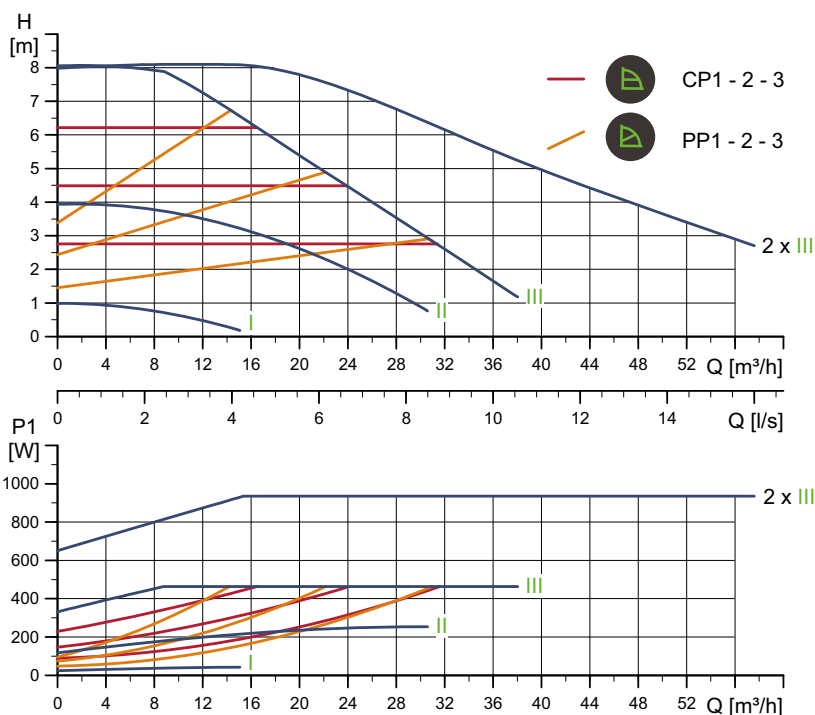 H
[m]
8
7
6
5
4
3
2
1
0
CP1 - 2 - 3
PP1 - 2 - 3
2 x III
III
II
I
0 4 8 12 16 20 24 28 32 36 40 44 48 52 Q [m³/h]
0 2 4 6 8 10 12 14 Q [l/s]
P1
[W]
1000
800
600
400
200
0
2 x III
III
II
I
0 4 8 12 16 20 24 28 32 36 40 44 48 52 Q [m³/h]